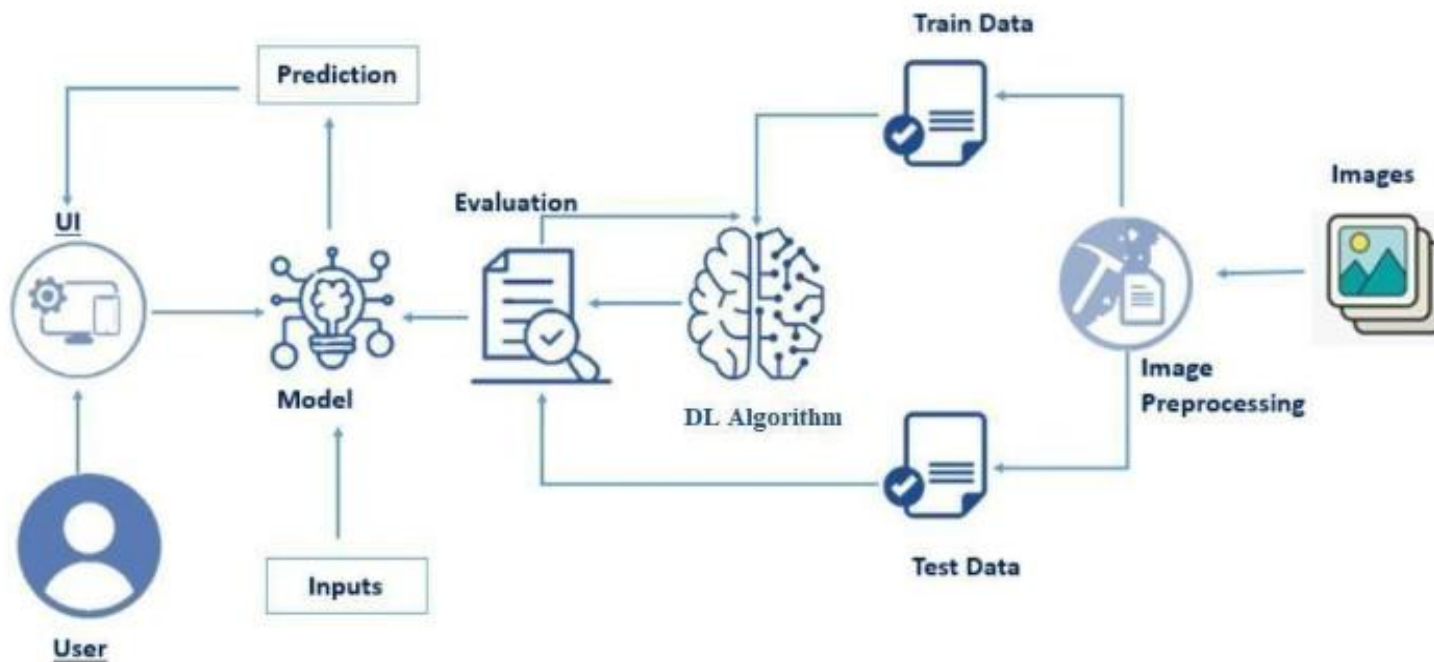 Train Data
Prediction
Images
Evaluation
UI
Image
Preprocessing
Model
DL Algorithm
Test Data
Inputs
User